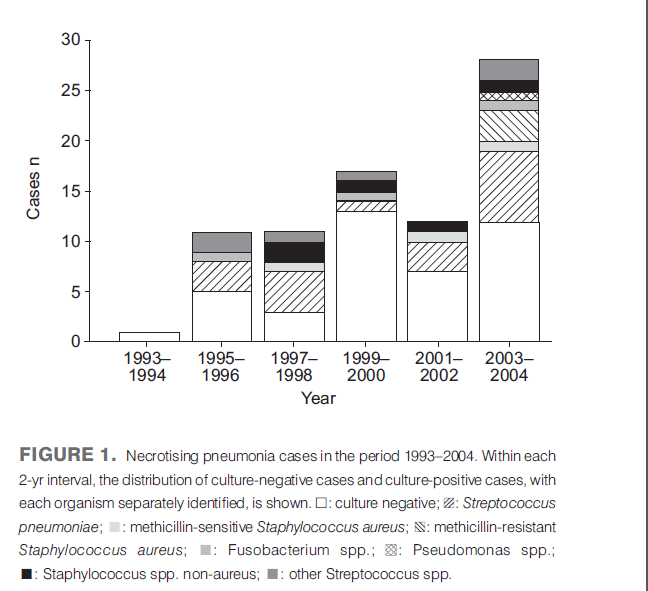 30
25
20
15
10
5
0
Cases n
1993– 1995– 1997– 1999– 2001– 2003–
1994 1996 1998 2000 2002 2004
Year
FIGURE 1. Necrotising pneumonia cases in the period 1993–2004. Within each
2-yr interval, the distribution of culture-negative cases and culture-positive cases, with
each organism separately identified, is shown. □: culture negative; ▨: Streptococcus
pneumoniae; ■: methicillin-sensitive Staphylococcus aureus; ▧: methicillin-resistant
Staphylococcus aureus; ■: Fusobacterium spp.; ▩: Pseudomonas spp.;
■: Staphylococcus spp. non-aureus; ■: other Streptococcus spp.